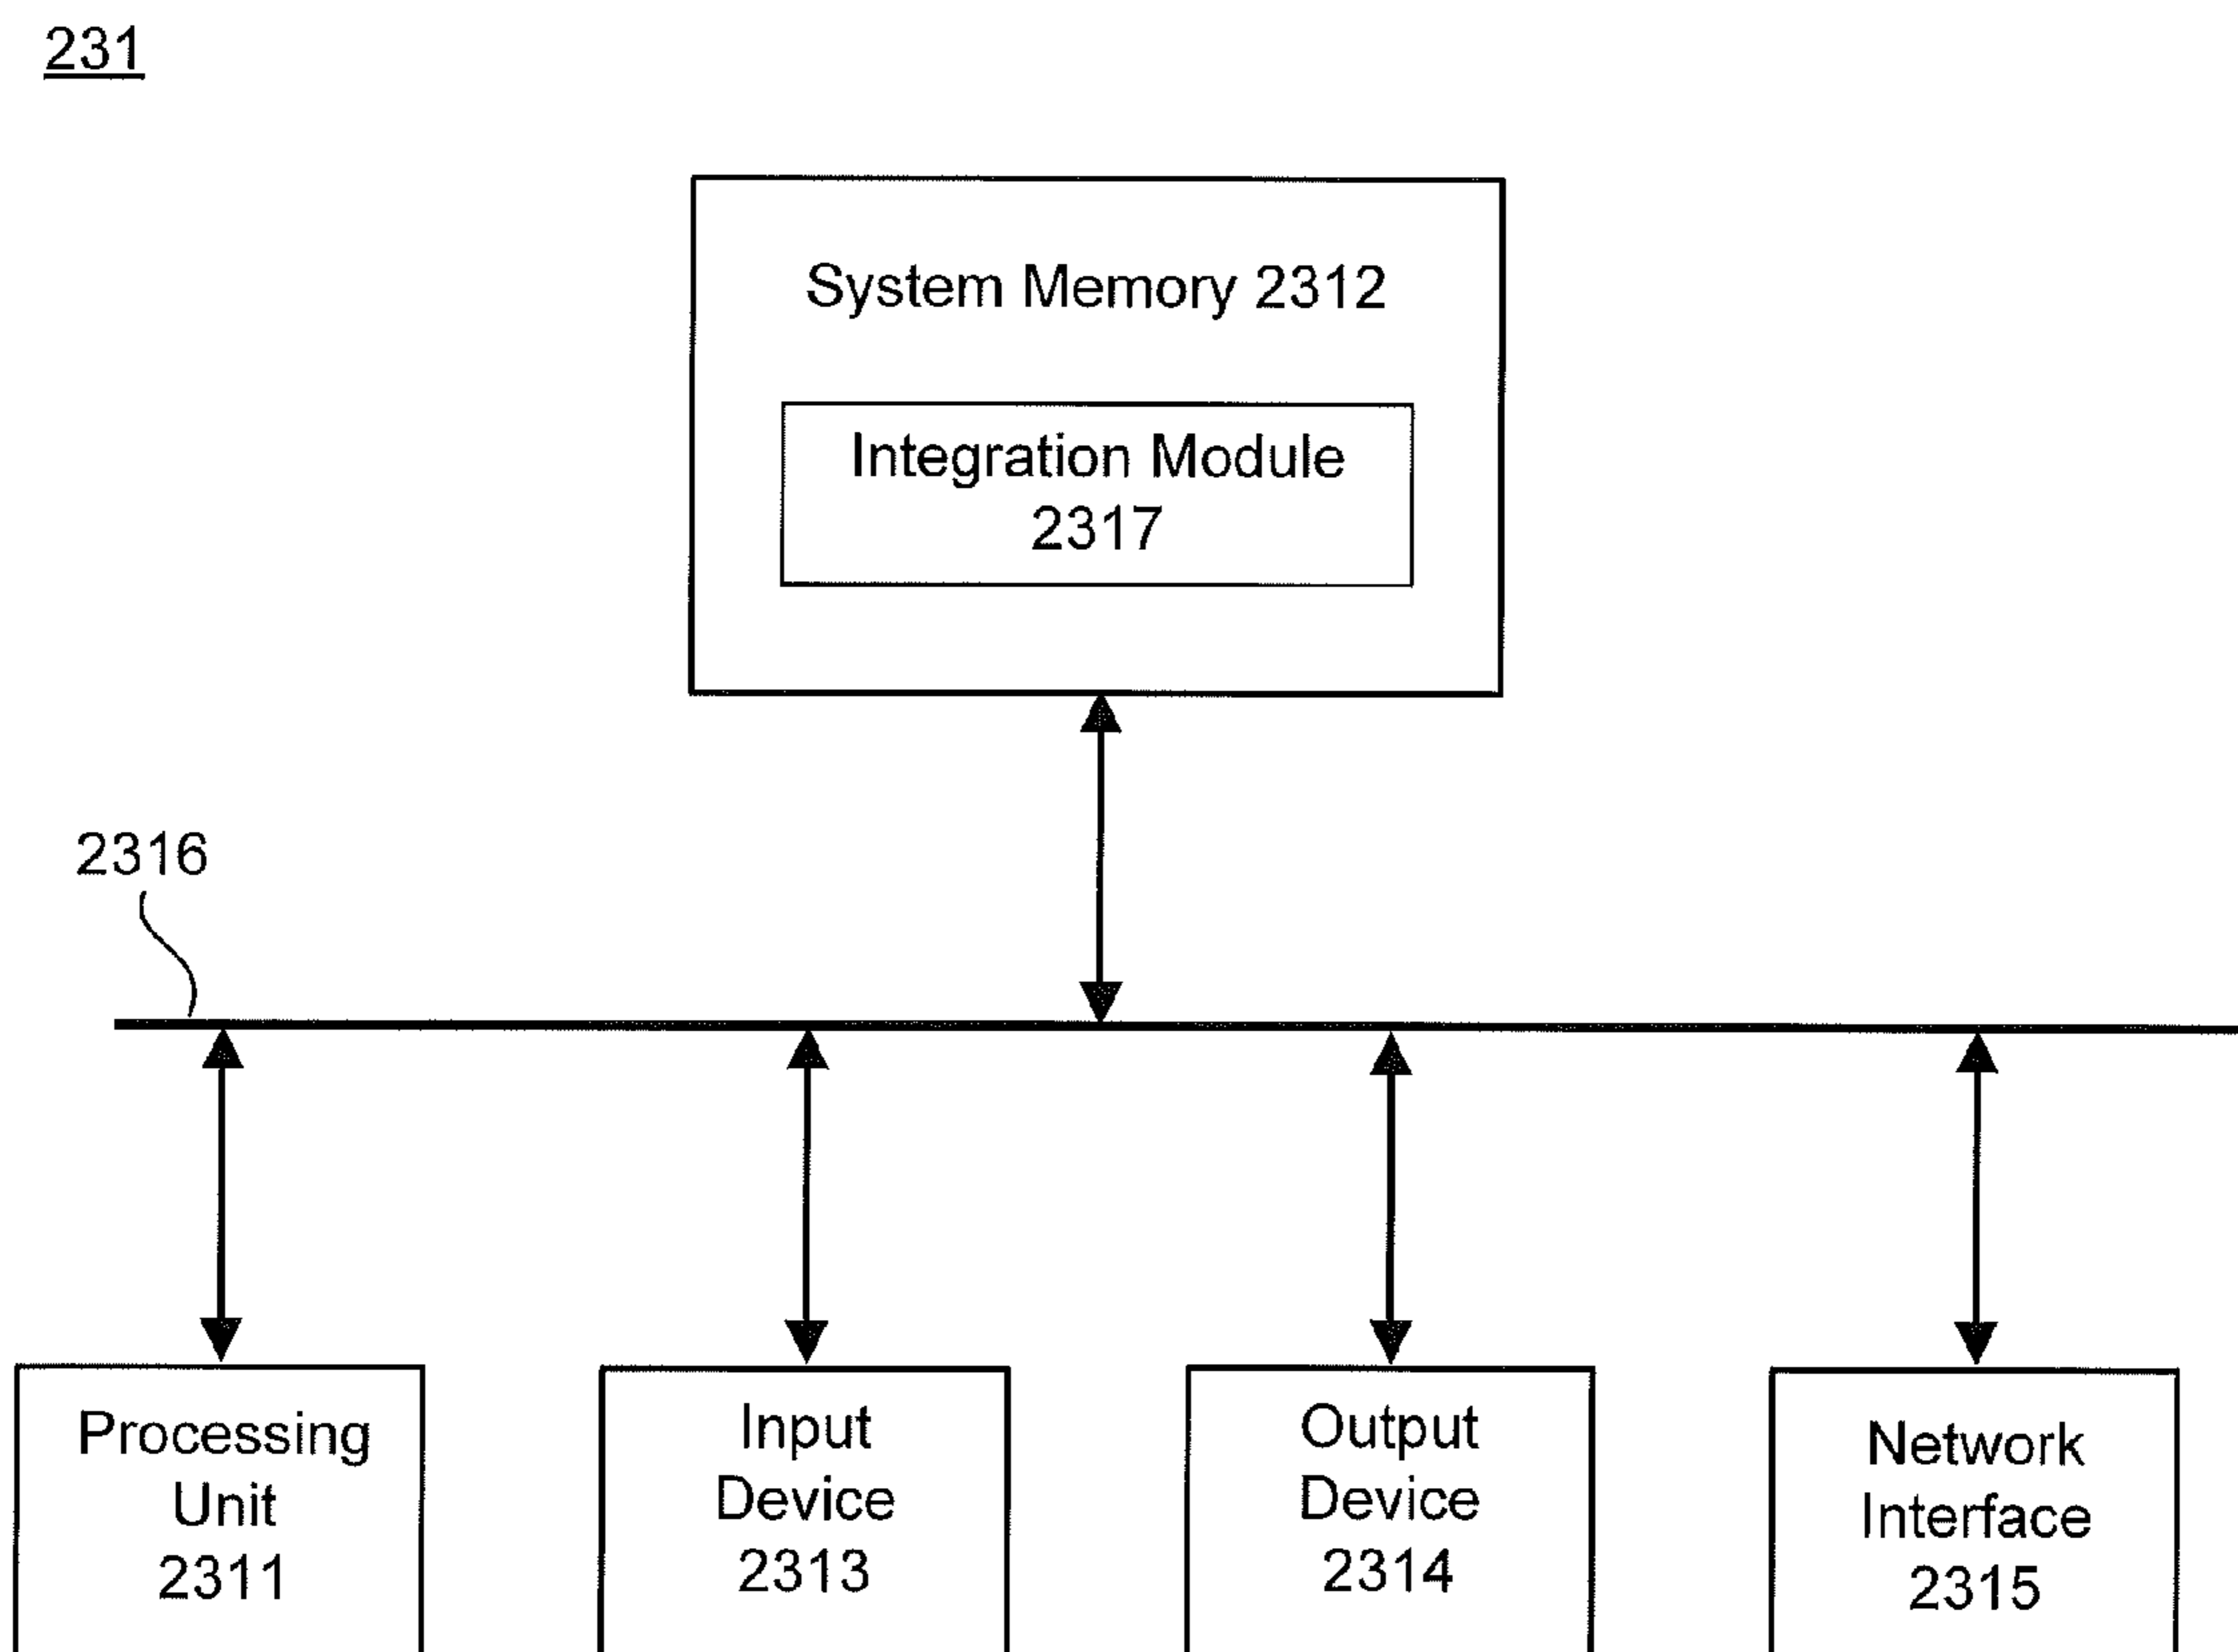 231
System Memory 2312
Integration Module
2317
2316
Processing
Unit
2311
Input
Device
2313
Output
Device
2314
Network
Interface
2315